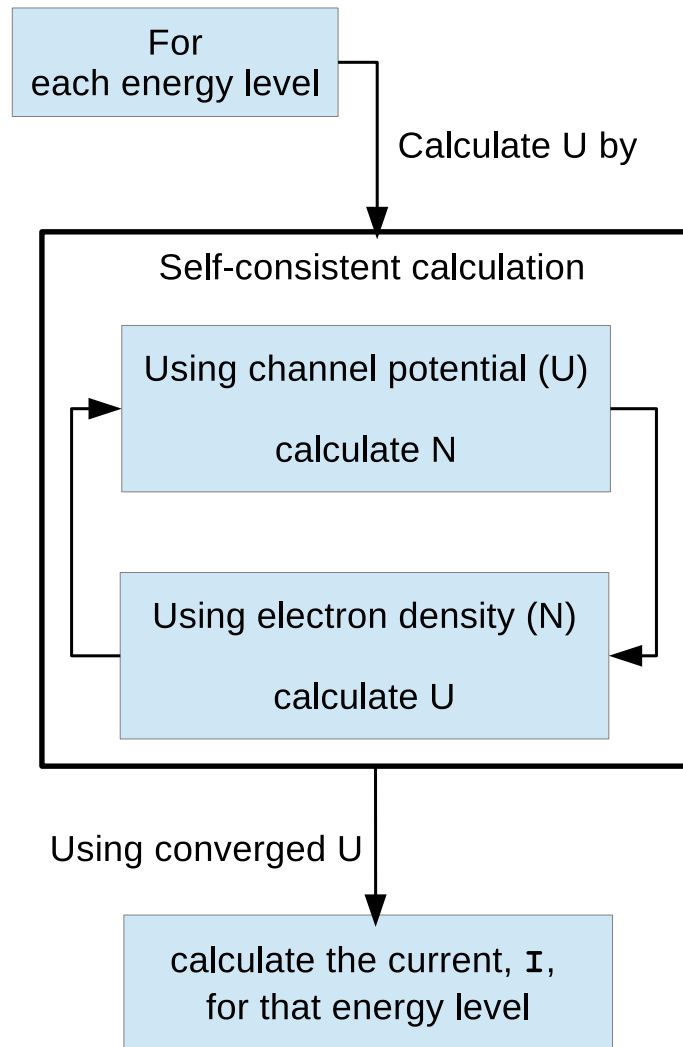 For
each energy level
Calculate U by
Self-consistent calculation
Using channel potential (U)
calculate N
Using electron density (N)
calculate U
Using converged U
calculate the current, I,
for that energy level